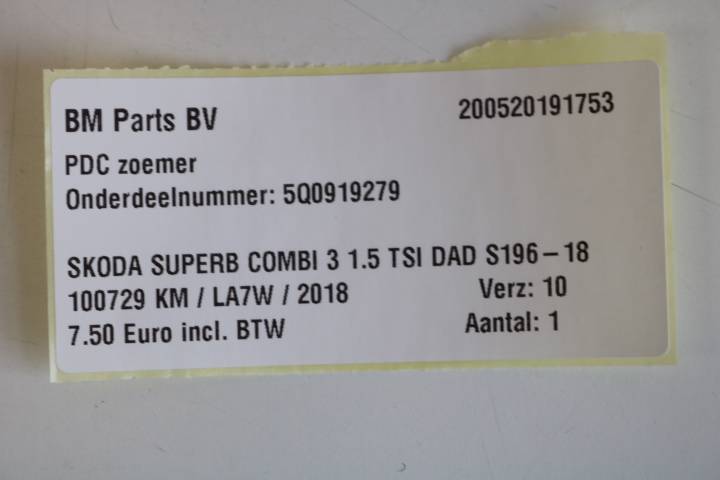 BM Parts BV 200520191753
PDC zoemer
Onderdeelnummer: 5Q0919279
SKODA SUPERB COMBI 3 1.5 TSI DAD S196-18
100729 KM / LA7W / 2018 Verz: 10
7.50 Euro incl. BTW Aantal: 1